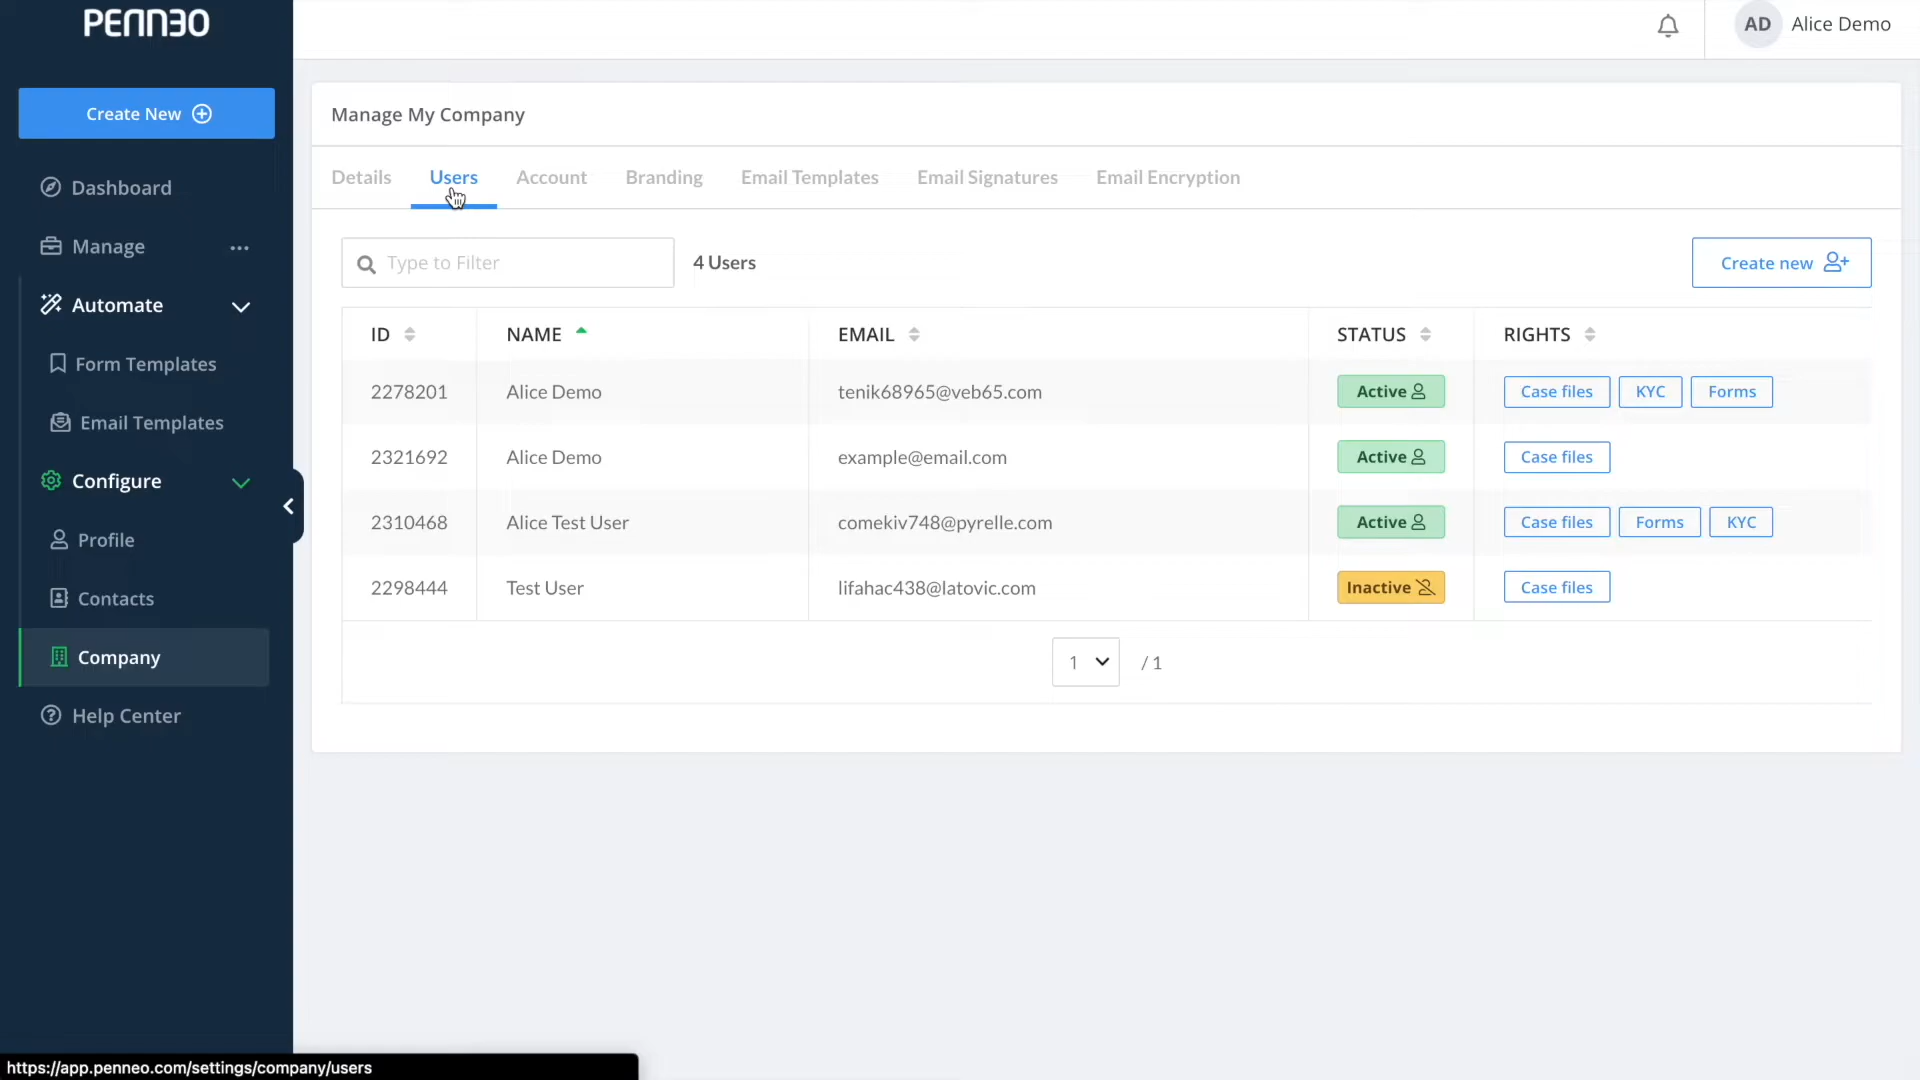 PENNEO
AD Alice Demo
Create New
Manage My Company
Dashboard
Details Users Account Branding Email Templates Email Signatures Email Encryption
Manage
Type to Filter 4 Users Create new
Automate
ID NAME EMAIL STATUS RIGHTS
Form Templates
2278201 Alice Demo tenik68965@veb65.com Active Case files KYC Forms
Email Templates
2321692 Alice Demo example@email.com Active Case files
Configure
2310468 Alice Test User comekiv748@pyrelle.com Active Case files Forms KYC
Profile
2298444 Test User lifahac438@latovic.com Inactive Case files
Contacts
Company
1 / 1
Help Center
https://app.penneo.com/settings/company/users